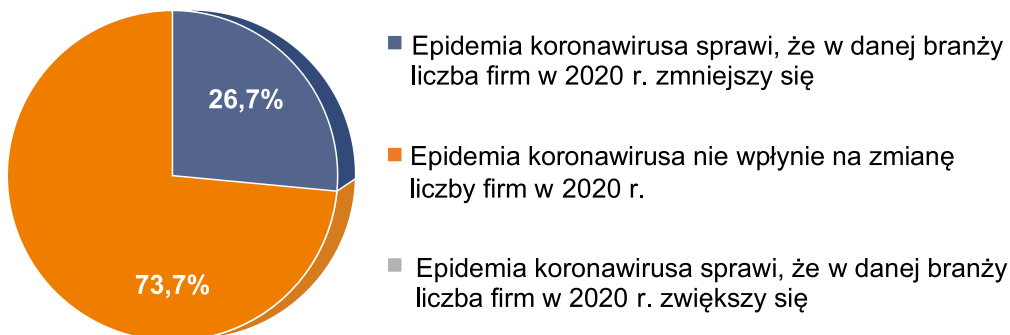 26,7%
73,7%
Epidemia koronawirusa sprawi, że w danej branży
liczba firm w 2020 r. zmniejszy się
Epidemia koronawirusa nie wpłynie na zmianę
liczby firm w 2020 r.
Epidemia koronawirusa sprawi, że w danej branży
liczba firm w 2020 r. zwiększy się